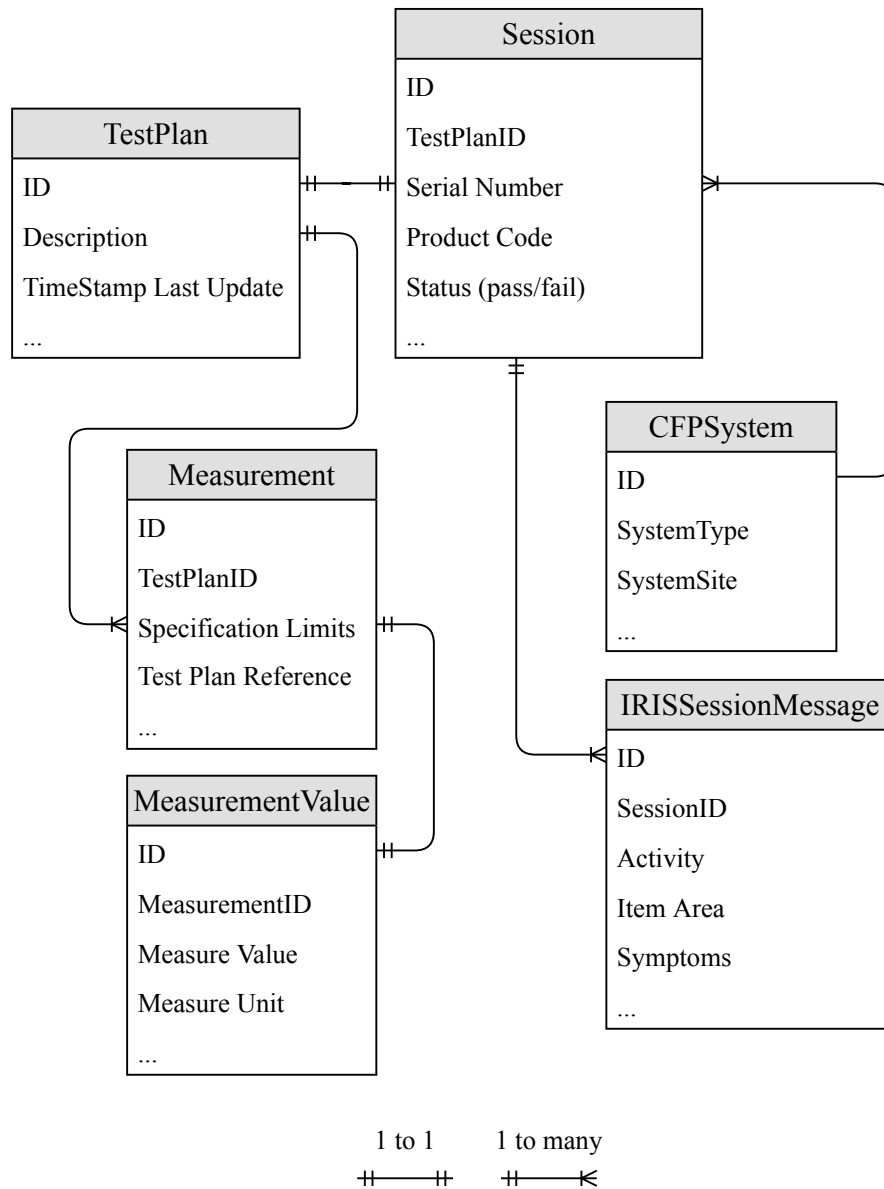 Session
ID
TestPlanID
Serial Number
Product Code
Status (pass/fail)
...
TestPlan
ID
Description
TimeStamp Last Update
...
CFPSystem
ID
SystemType
SystemSite
...
Measurement
ID
TestPlanID
Specification Limits
Test Plan Reference
...
IRISSessionMessage
ID
SessionID
Activity
Item Area
Symptoms
...
MeasurementValue
ID
MeasurementID
Measure Value
Measure Unit
...
1 to 1
1 to many